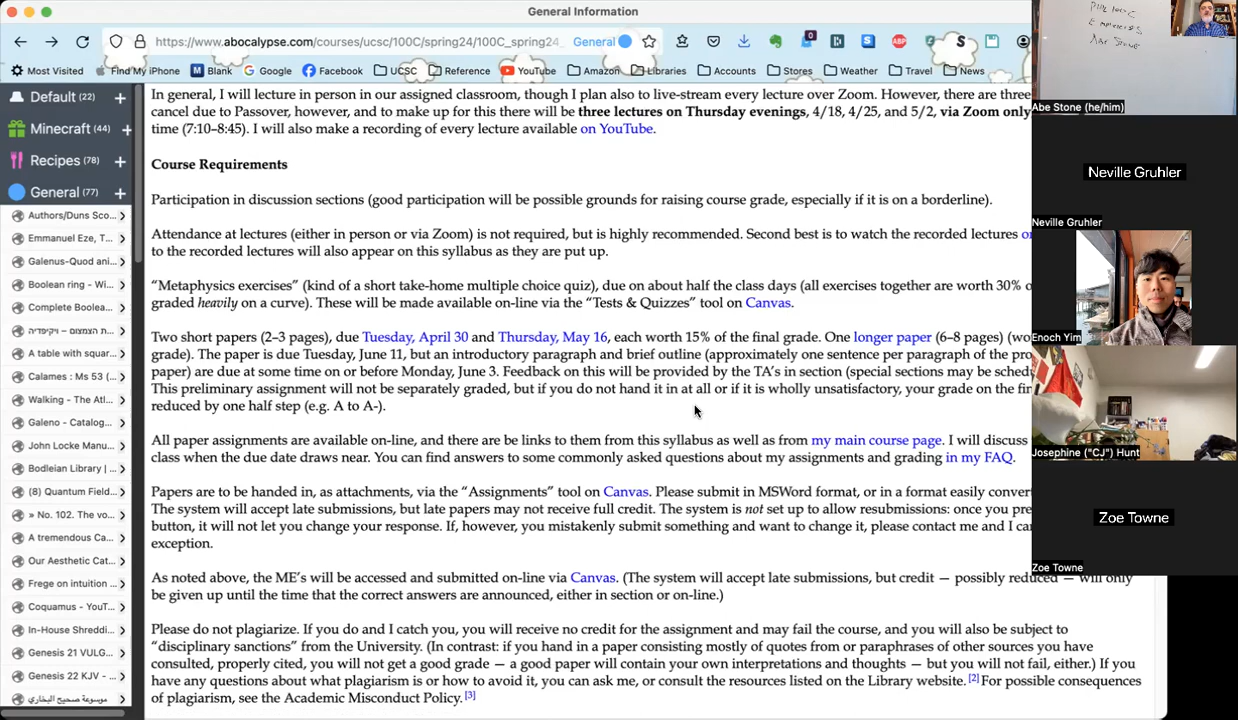 General Information
https://www.abocalypse.com/courses/ucsc/100C/spring24/100C_spring24_
General
Most Visited
Find My iPhone
Blank
Google
Facebook
UCSC
Reference
YouTube
Amazon
Libraries
Accounts
Stores
Weather
Travel
News
Default (22)
Minecraft (44)
Recipes (78)
General (77)
Authors/Duns Sco...
Emmanuel Eze, T...
Galenus-Quod ani...
Boolean ring - Wi...
Complete Boolea...
את הצמצום – ויקיפדיה
A table with squar...
Calames : Ms 53 (...
Walking - The Atl...
Galeno - Catalog...
John Locke Manu...
Bodleian Library | ...
(8) Quantum Field...
» No. 102. The vo...
A tremendous Ca...
Our Aesthetic Cat...
Frege on intuition ...
Coquamus - YouT...
In-House Shreddi...
Genesis 21 VULG...
Genesis 22 KJV - ...
موسوعة صحيح البخاري
In general, I will lecture in person in our assigned classroom, though I plan also to live-stream every lecture over Zoom. However, there are three
cancel due to Passover, however, and to make up for this there will be three lectures on Thursday evenings, 4/18, 4/25, and 5/2, via Zoom only,
time (7:10–8:45). I will also make a recording of every lecture available on YouTube.
Course Requirements
Participation in discussion sections (good participation will be possible grounds for raising course grade, especially if it is on a borderline).
Attendance at lectures (either in person or via Zoom) is not required, but is highly recommended. Second best is to watch the recorded lectures
to the recorded lectures will also appear on this syllabus as they are put up.
“Metaphysics exercises” (kind of a short take-home multiple choice quiz), due on about half the class days (all exercises together are worth 30% o
graded heavily on a curve). These will be made available on-line via the “Tests & Quizzes” tool on Canvas.
Two short papers (2–3 pages), due Tuesday, April 30 and Thursday, May 16, each worth 15% of the final grade. One longer paper (6–8 pages) (wo
grade). The paper is due Tuesday, June 11, but an introductory paragraph and brief outline (approximately one sentence per paragraph of the pro
paper) are due at some time on or before Monday, June 3. Feedback on this will be provided by the TA’s in section (special sections may be sched
This preliminary assignment will not be separately graded, but if you do not hand it in at all or if it is wholly unsatisfactory, your grade on the fin
reduced by one half step (e.g. A to A-).
All paper assignments are available on-line, and there are be links to them from this syllabus as well as from my main course page. I will discuss
class when the due date draws near. You can find answers to some commonly asked questions about my assignments and grading in my FAQ.
Papers are to be handed in, as attachments, via the “Assignments” tool on Canvas. Please submit in MSWord format, or in a format easily convert
The system will accept late submissions, but late papers may not receive full credit. The system is not set up to allow resubmissions: once you pre
button, it will not let you change your response. If, however, you mistakenly submit something and want to change it, please contact me and I can
exception.
As noted above, the ME’s will be accessed and submitted on-line via Canvas. (The system will accept late submissions, but credit — possibly reduced — will only
be given up until the time that the correct answers are announced, either in section or on-line.)
Please do not plagiarize. If you do and I catch you, you will receive no credit for the assignment and may fail the course, and you will also be subject to
“disciplinary sanctions” from the University. (In contrast: if you hand in a paper consisting mostly of quotes from or paraphrases of other sources you have
consulted, properly cited, you will not get a good grade — a good paper will contain your own interpretations and thoughts — but you will not fail, either.) If you
have any questions about what plagiarism is or how to avoid it, you can ask me, or consult the resources listed on the Library website.[2] For possible consequences
of plagiarism, see the Academic Misconduct Policy.[3]
Abe Stone (he/him)
Neville Gruhler
Neville Gruhler
Enoch Yim
Josephine ("CJ") Hunt
Zoe Towne
Zoe Towne